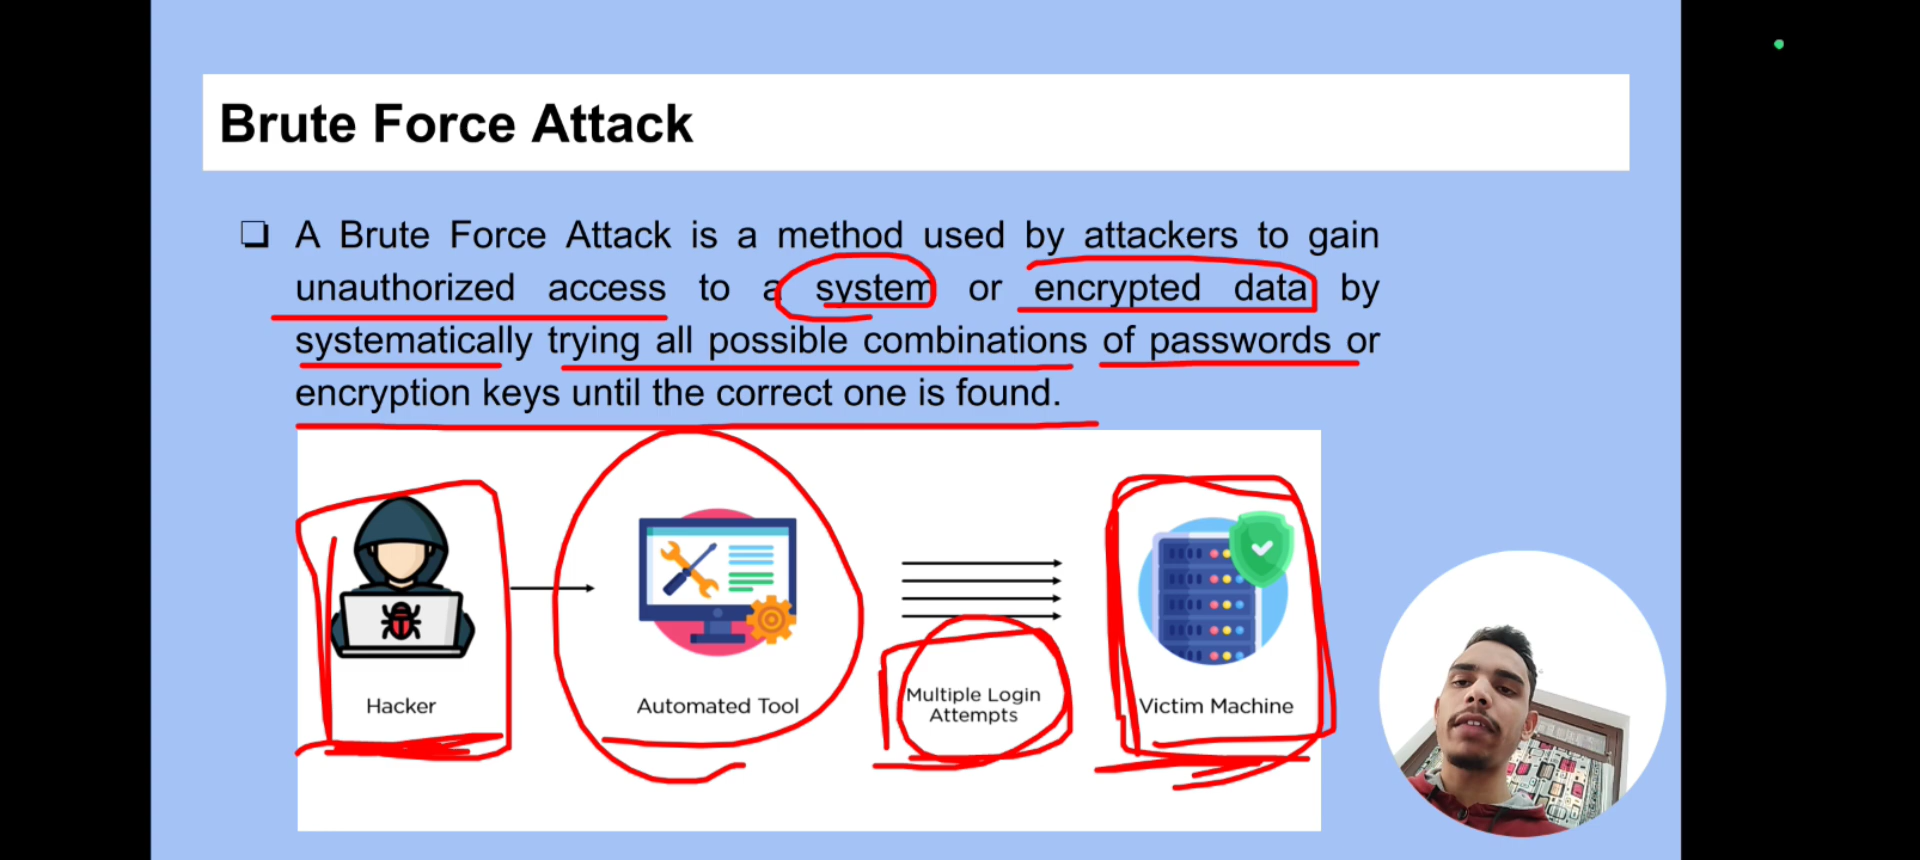 Brute Force Attack
A Brute Force Attack is a method used by attackers to gain
unauthorized access to a system or encrypted data by
systematically trying all possible combinations of passwords or
encryption keys until the correct one is found.
Hacker
Automated Tool
Multiple Login
Attempts
Victim Machine